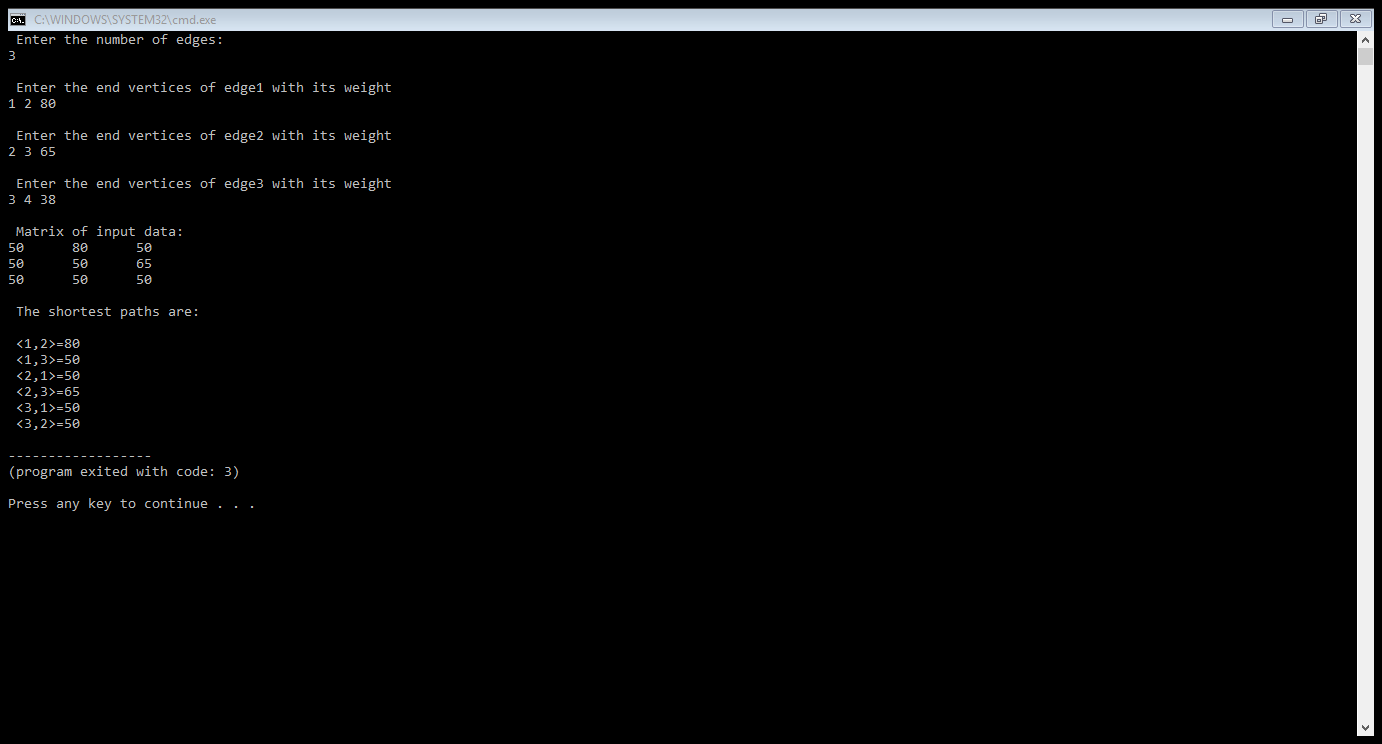 C:\WINDOWS\SYSTEM32\cmd.exe
Enter the number of edges:
3
Enter the end vertices of edge1 with its weight
1 2 80
Enter the end vertices of edge2 with its weight
2 3 65
Enter the end vertices of edge3 with its weight
3 4 38
Matrix of input data:
50 80 50
50 50 65
50 50 50
The shortest paths are:
<1,2>=80
<1,3>=50
<2,1>=50
<2,3>=65
<3,1>=50
<3,2>=50
------------------
(program exited with code: 3)
Press any key to continue . . .